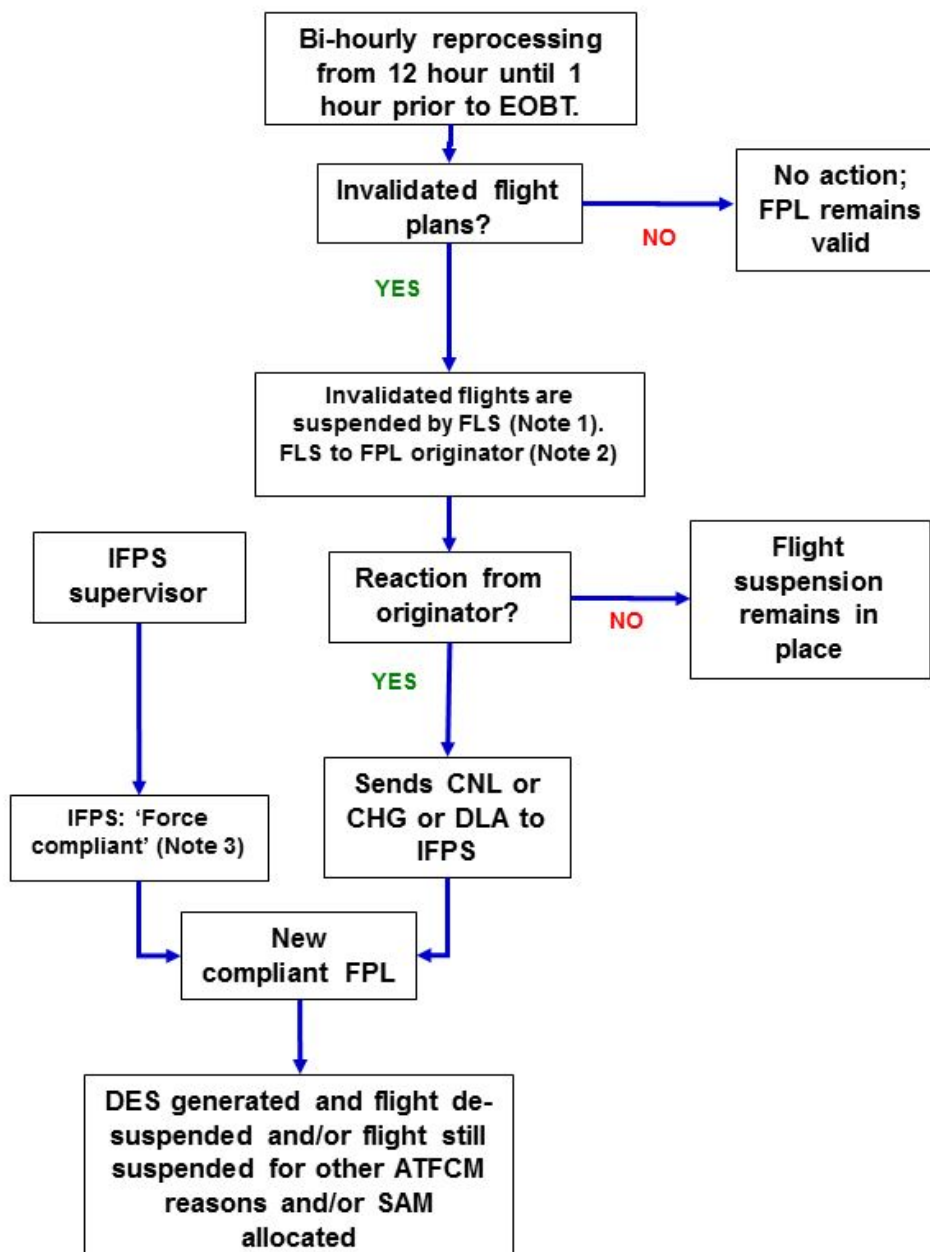 Bi-hourly reprocessing
from 12 hour until 1
hour prior to EOBT.
Invalidated flight
plans?
NO
No action;
FPL remains
valid
YES
Invalidated flights are
suspended by FLS (Note 1).
FLS to FPL originator (Note 2)
IFPS
supervisor
Reaction from
originator?
NO
Flight
suspension
remains in
place
YES
IFPS: ‘Force
compliant’ (Note 3)
Sends CNL or
CHG or DLA to
IFPS
New
compliant FPL
DES generated and flight de-
suspended and/or flight still
suspended for other ATFCM
reasons and/or SAM
allocated